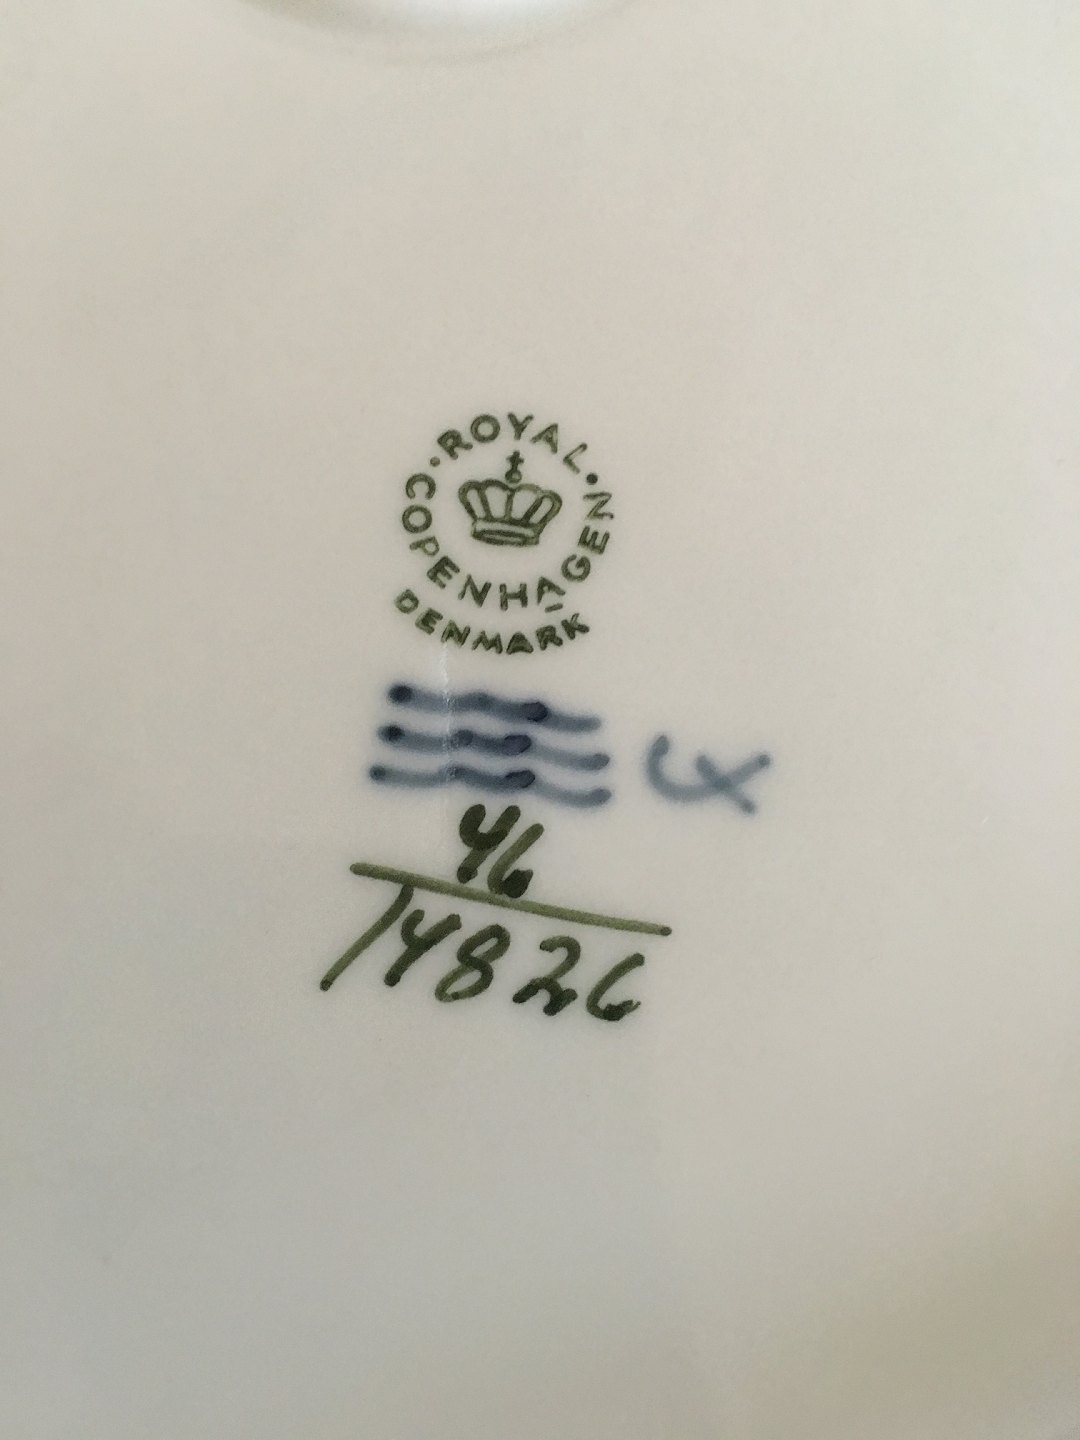 ROYAL
COPENHAGEN
DENMARK
46
14826